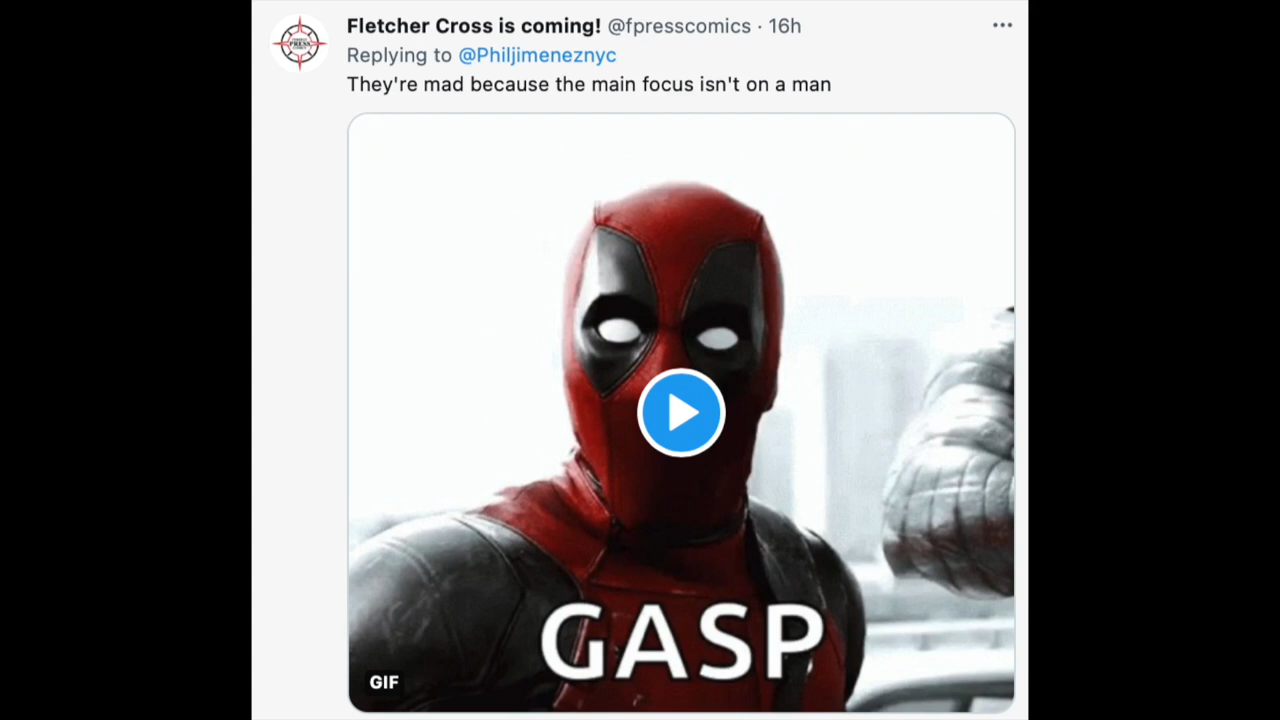 Fletcher Cross is coming! @fpresscomics · 16h
Replying to @Philjimeneznyc
They're mad because the main focus isn't on a man
PRESS
GASP
GIF